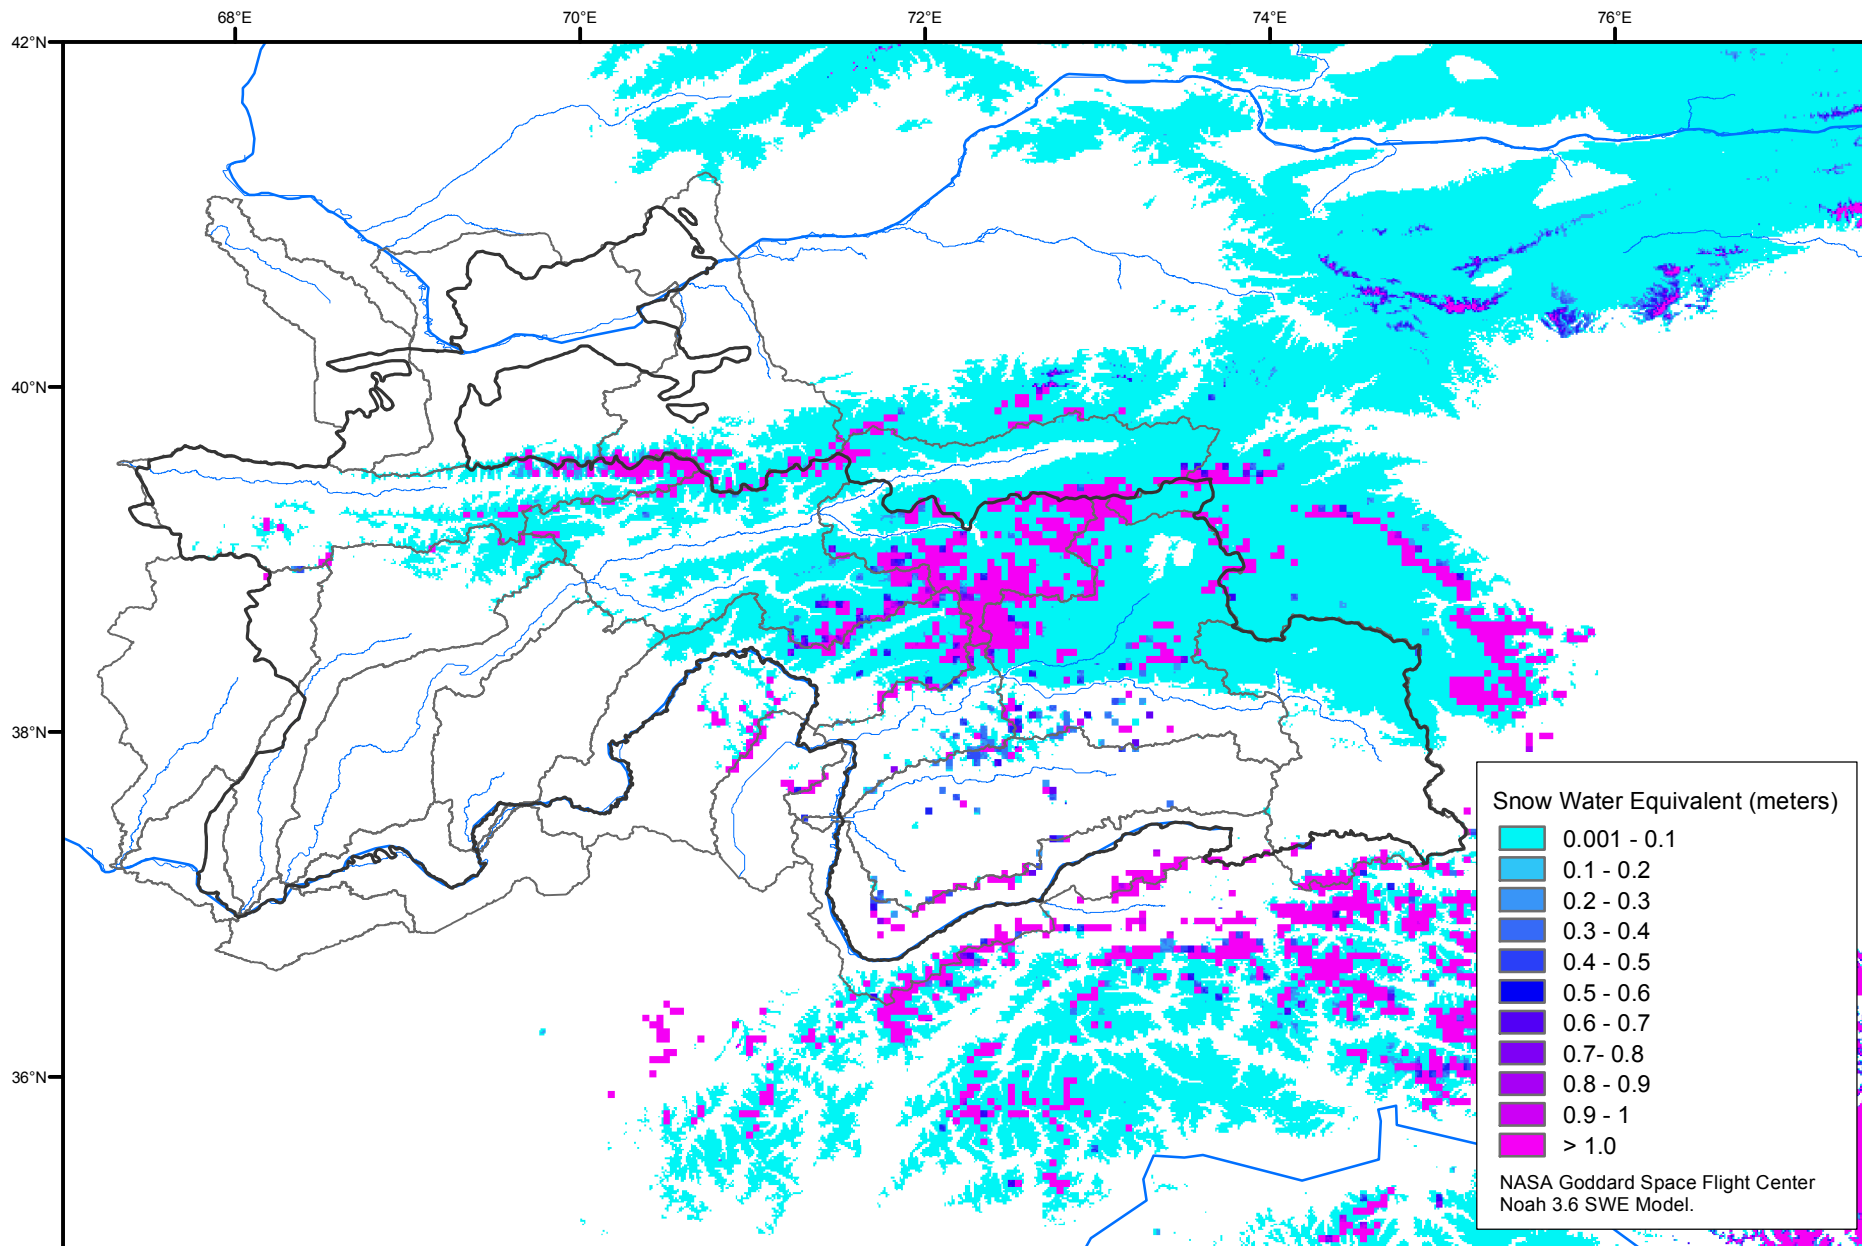 68°E
70°E
72°E
74°E
76°E
42°N
40°N
38°N
36°N
Snow Water Equivalent (meters)
0.001 - 0.1
0.1 - 0.2
0.2 - 0.3
0.3 - 0.4
0.4 - 0.5
0.5 - 0.6
0.6 - 0.7
0.7- 0.8
0.8 - 0.9
0.9 - 1
> 1.0
NASA Goddard Space Flight Center
Noah 3.6 SWE Model.